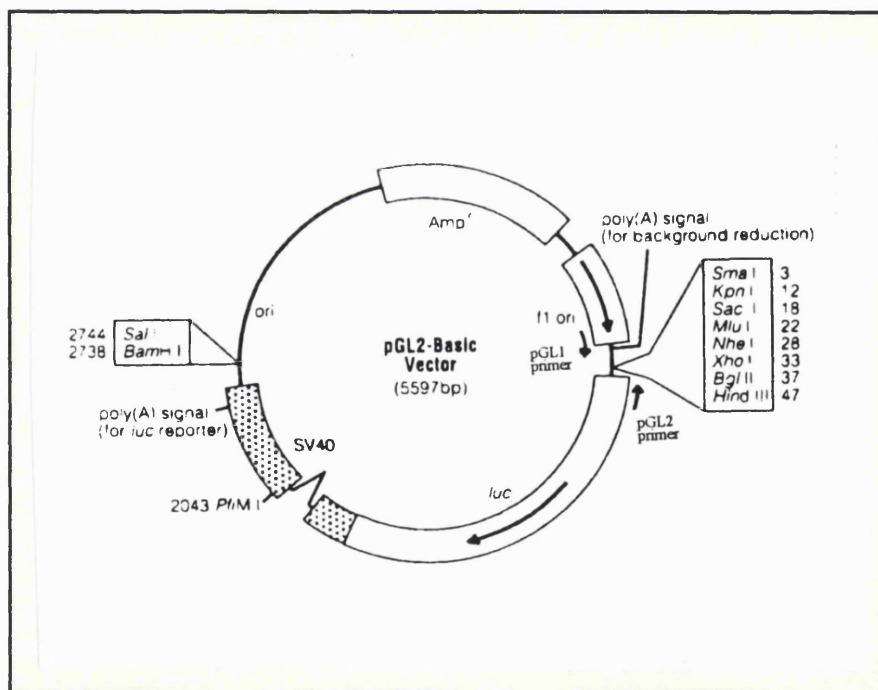 Amp r
poly(A) signal
(for background reduction)
Sma I 3
Kpn I 12
Sac I 18
Mlu I 22
Nhe I 28
Xho I 33
Bgl II 37
Hind III 47
f1 ori
pGL1
primer
pGL2
primer
ori
pGL2-Basic
Vector
(5597bp)
2744 Sal I
2738 BamH I
poly(A) signal
(for luc reporter)
SV40
2043 PflM I
luc